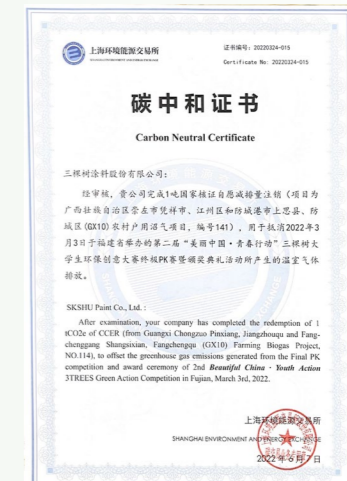 上海环境能源交易所
SHANGHAI ENVIRONMENT AND ENERGY EXCHANGE
证书编号：20220324-015
Certificate No: 20220324-015
碳中和证书
Carbon Neutral Certificate
三棵树涂料股份有限公司：
经审核，贵公司完成1吨国家核证自愿减排量注销（项目为
广西壮族自治区崇左市凭祥市、江州区和防城港市上思县、防
城区(GX10)农村户用沼气项目，编号141），用于抵消2022年3
月3日于福建省举办的第二届“美丽中国·青春行动”三棵树大
学生环保创意大赛终极PK赛暨颁奖典礼活动所产生的温室气体
排放。
SKSHU Paint Co., Ltd. :
After examination, your company has completed the redemption of 1
tCO2e of CCER (from Guangxi Chongzuo Pinxiang, Jiangzhouqu and Fang-
chenggang Shangsixian, Fangchengqu (GX10) Farming Biogas Project,
NO.114), to offset the greenhouse gas emissions generated from the Final PK
competition and award ceremony of 2nd Beautiful China · Youth Action
3TREES Green Action Competition in Fujian, March 3rd, 2022.
上海环境能源交易所
SHANGHAI ENVIRONMENT AND ENERGY EXCHANGE
2022年6月7日